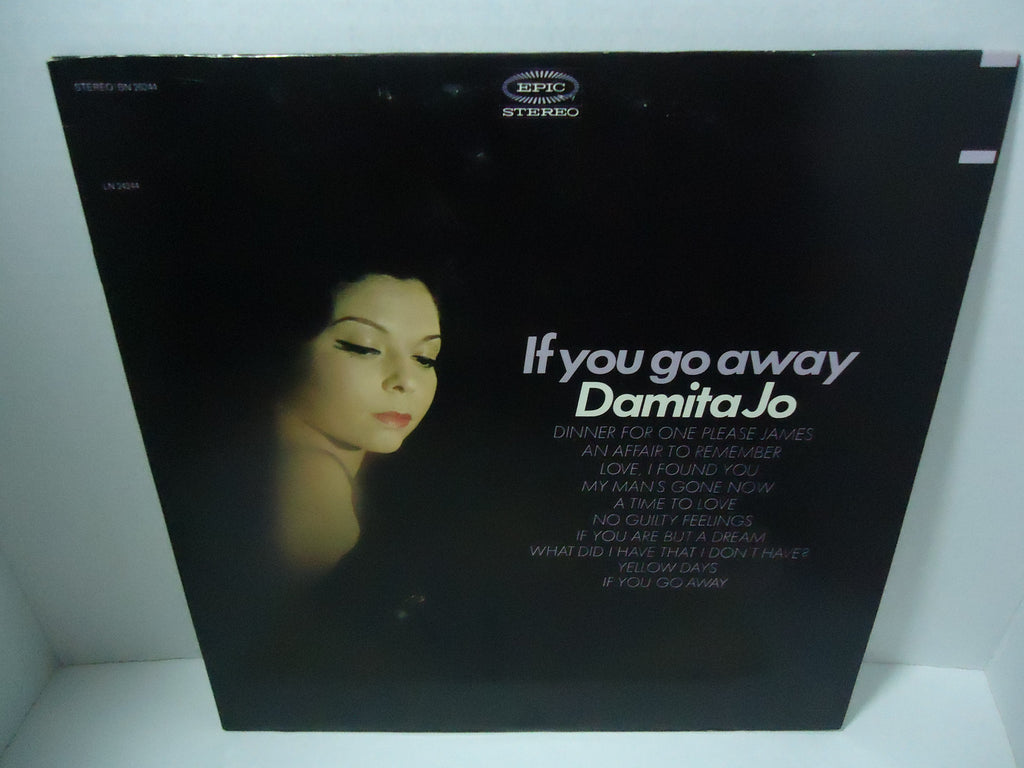 STEREO BN 26244
EPIC
STEREO
LN 24244
If you go away
Damita Jo
DINNER FOR ONE PLEASE JAMES
AN AFFAIR TO REMEMBER
LOVE, I FOUND YOU
MY MAN'S GONE NOW
A TIME TO LOVE
NO GUILTY FEELINGS
IF YOU ARE BUT A DREAM
WHAT DID I HAVE THAT I DON'T HAVE?
YELLOW DAYS
IF YOU GO AWAY